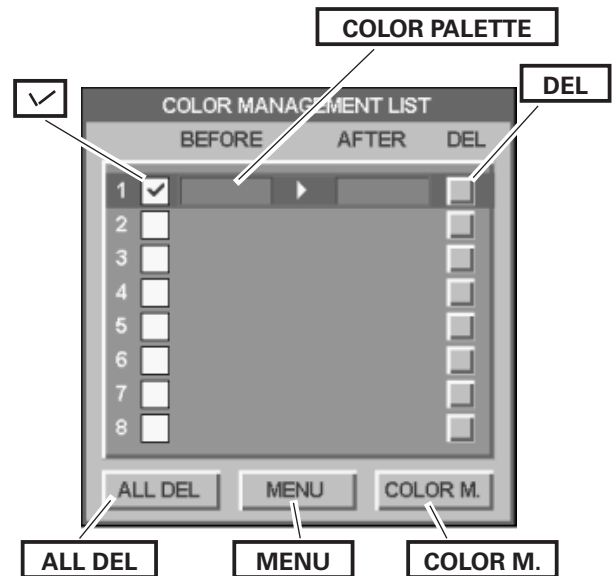 COLOR PALETTE
DEL
COLOR MANAGEMENT LIST
BEFORE AFTER DEL
1
2
3
4
5
6
7
8
ALL DEL MENU COLOR M.
ALL DEL MENU COLOR M.